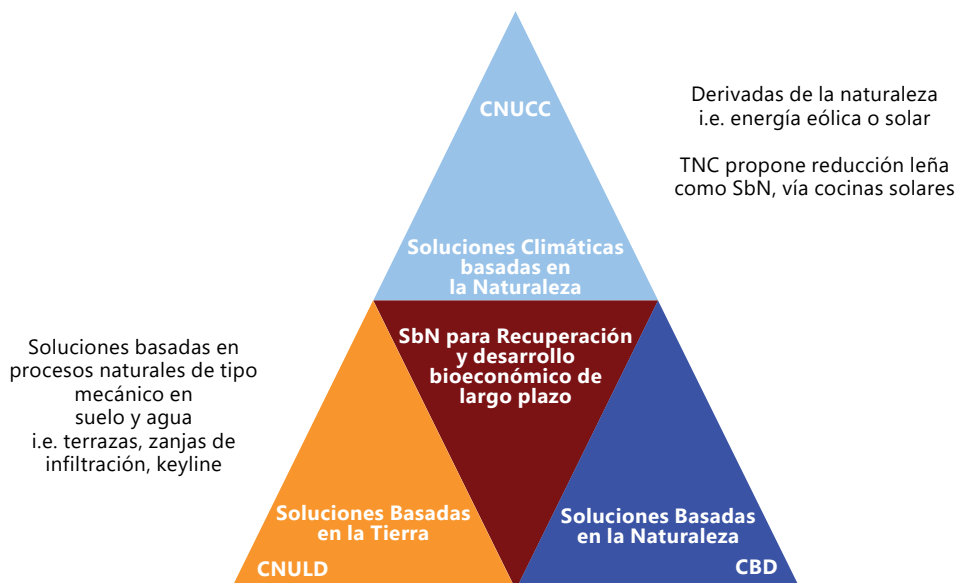 CNUCC
Derivadas de la naturaleza
i.e. energía eólica o solar
TNC propone reducción leña
como SbN, vía cocinas solares
Soluciones Climáticas
basadas en
la Naturaleza
SbN para Recuperación
y desarrollo
bioeconómico de
largo plazo
Soluciones basadas en
procesos naturales de tipo
mecánico en
suelo y agua
i.e. terrazas, zanjas de
infiltración, keyline
Soluciones Basadas
en la Tierra
CNULD
Soluciones Basadas
en la Naturaleza
CBD